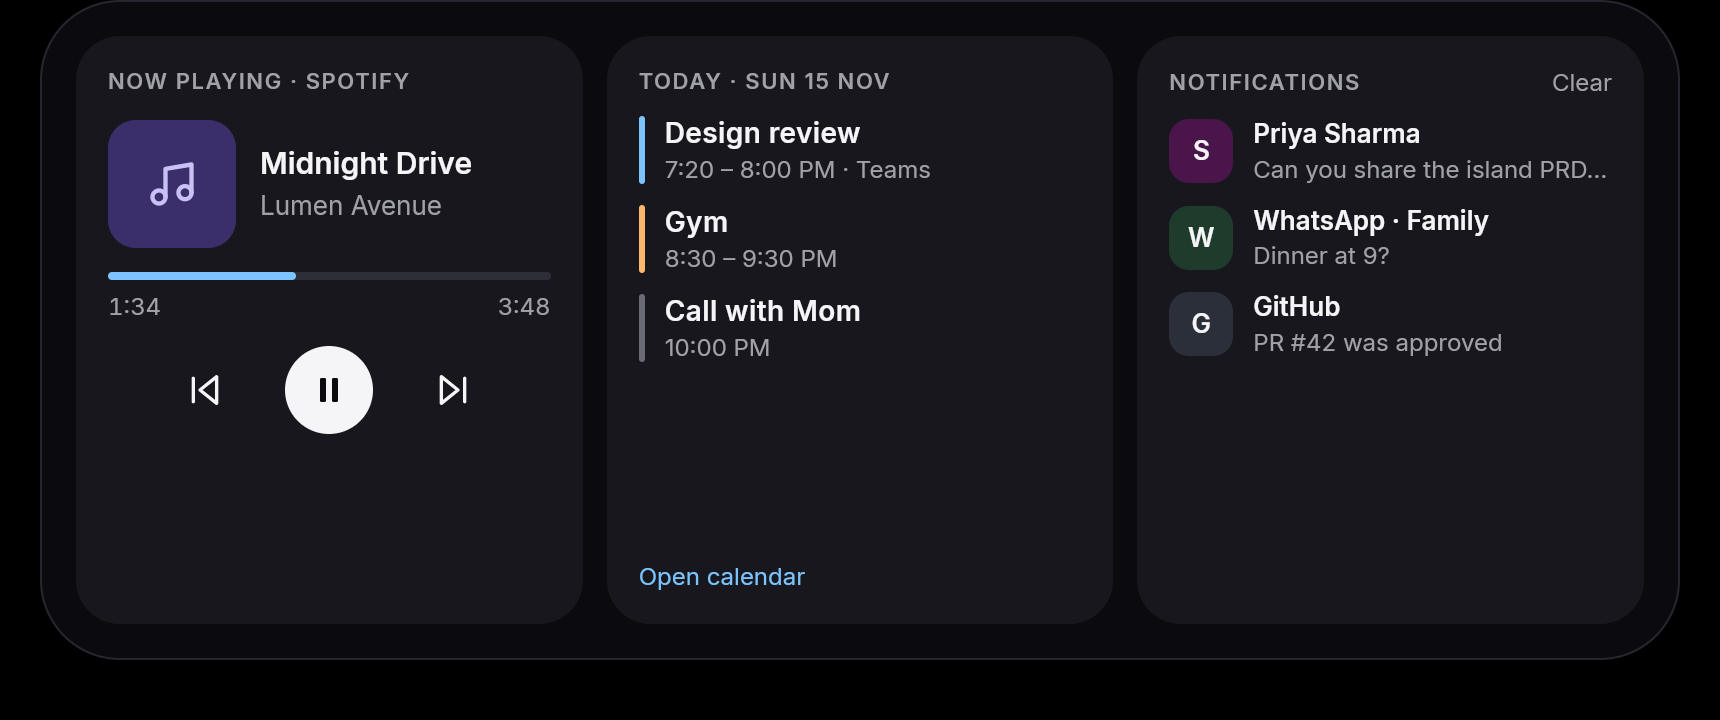 NOW PLAYING · SPOTIFY
Midnight Drive
Lumen Avenue
1:34
3:48
TODAY · SUN 15 NOV
Design review
7:20 – 8:00 PM · Teams
Gym
8:30 – 9:30 PM
Call with Mom
10:00 PM
Open calendar
NOTIFICATIONS
Clear
S
Priya Sharma
Can you share the island PRD...
W
WhatsApp · Family
Dinner at 9?
G
GitHub
PR #42 was approved